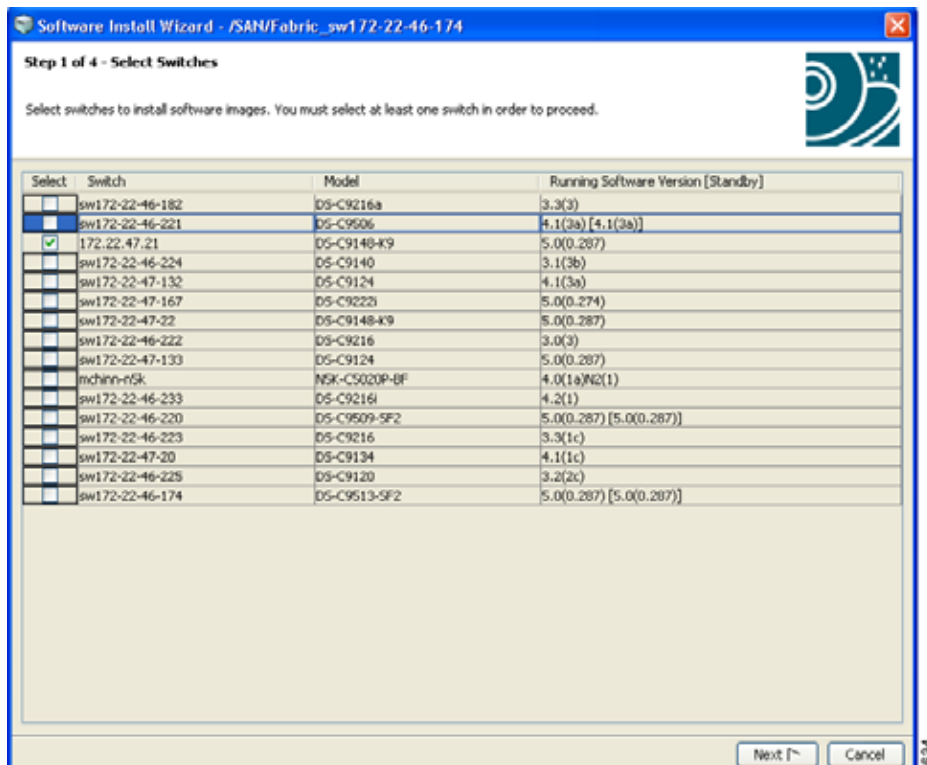 Software Install Wizard - /SAN/Fabric_sw172-22-46-174
Step 1 of 4 - Select Switches
Select switches to install software images. You must select at least one switch in order to proceed.
Select Switch Model Running Software Version [Standby]
sw172-22-46-182 DS-C9216a 3.3(3)
sw172-22-46-221 DS-C9506 4.1(3a) [4.1(3a)]
172.22.47.21 DS-C9148-K9 5.0(0.287)
sw172-22-46-224 DS-C9140 3.1(3b)
sw172-22-47-132 DS-C9124 4.1(3a)
sw172-22-47-167 DS-C9222i 5.0(0.274)
sw172-22-47-22 DS-C9148-K9 5.0(0.287)
sw172-22-46-222 DS-C9216 3.0(3)
sw172-22-47-133 DS-C9124 5.0(0.287)
mchinn-n5k N5K-C5020P-BF 4.0(1a)N2(1)
sw172-22-46-233 DS-C9216i 4.2(1)
sw172-22-46-220 DS-C9509-SF2 5.0(0.287) [5.0(0.287)]
sw172-22-46-223 DS-C9216 3.3(1c)
sw172-22-47-20 DS-C9134 4.1(1c)
sw172-22-46-225 DS-C9120 3.2(2c)
sw172-22-46-174 DS-C9513-SF2 5.0(0.287) [5.0(0.287)]
Next Cancel